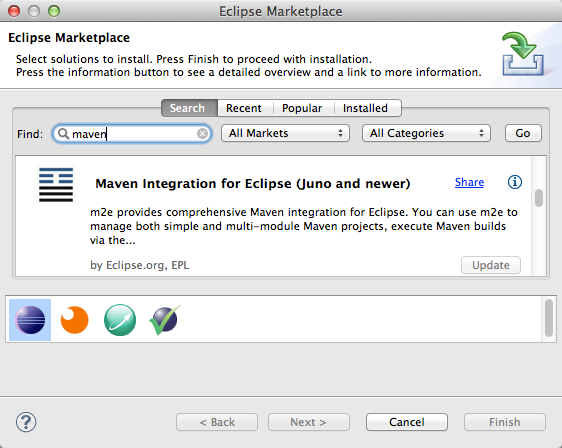 Eclipse Marketplace
Eclipse Marketplace
Select solutions to install. Press Finish to proceed with installation.
Press the information button to see a detailed overview and a link to more information.
Search Recent Popular Installed
Find: maven All Markets All Categories Go
Maven Integration for Eclipse (Juno and newer) Share
m2e provides comprehensive Maven integration for Eclipse. You can use m2e to
manage both simple and multi-module Maven projects, execute Maven builds
via the...
by Eclipse.org, EPL Update
? < Back Next > Cancel Finish